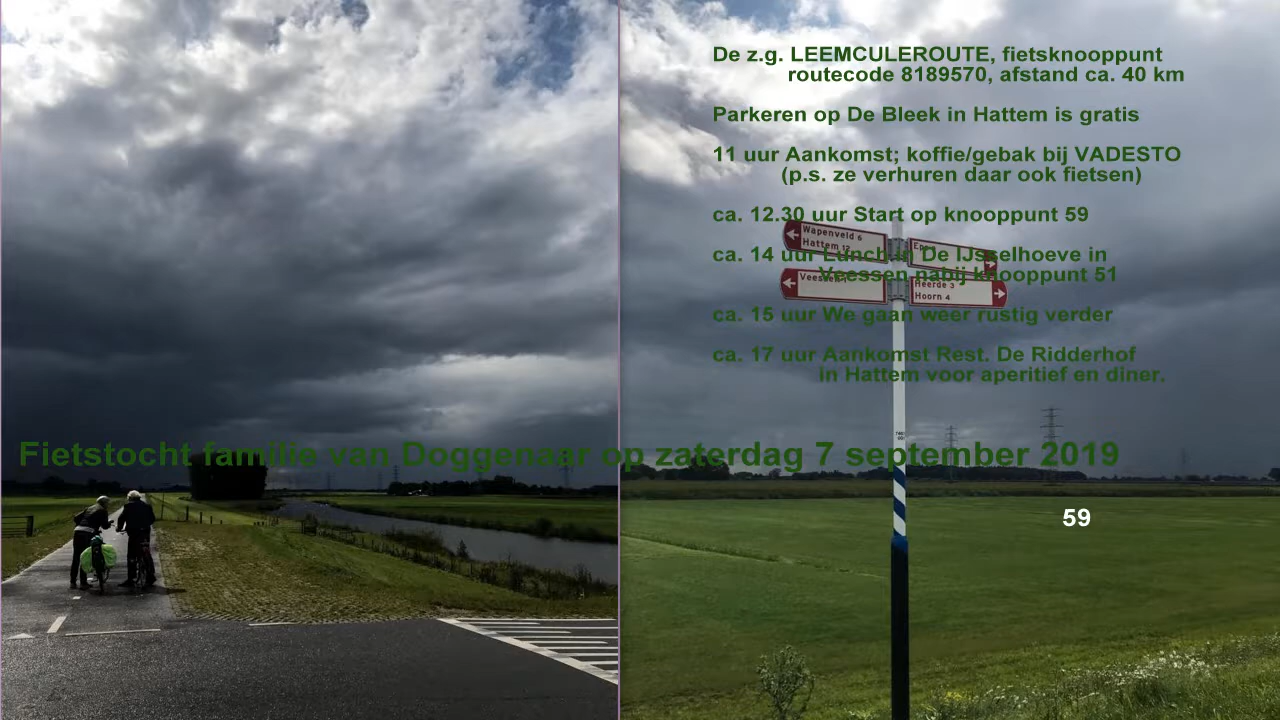 De z.g. LEEMCULEROUTE, fietsknooppunt
routecode 8189570, afstand ca. 40 km
Parkeren op De Bleek in Hattem is gratis
11 uur Aankomst; koffie/gebak bij VADESTO
(p.s. ze verhuren daar ook fietsen)
ca. 12.30 uur Start op knooppunt 59
ca. 14 uur Lunch in De IJsselhoeve in
Veessen nabij knooppunt 51
ca. 15 uur We gaan weer rustig verder
ca. 17 uur Aankomst Rest. De Ridderhof
in Hattem voor aperitief en diner.
Wapenveld 6
Hattem 12
Veessen
Heerde 3
Hoorn 4
Fietstocht familie van Doggenaar op zaterdag 7 september 2019
59